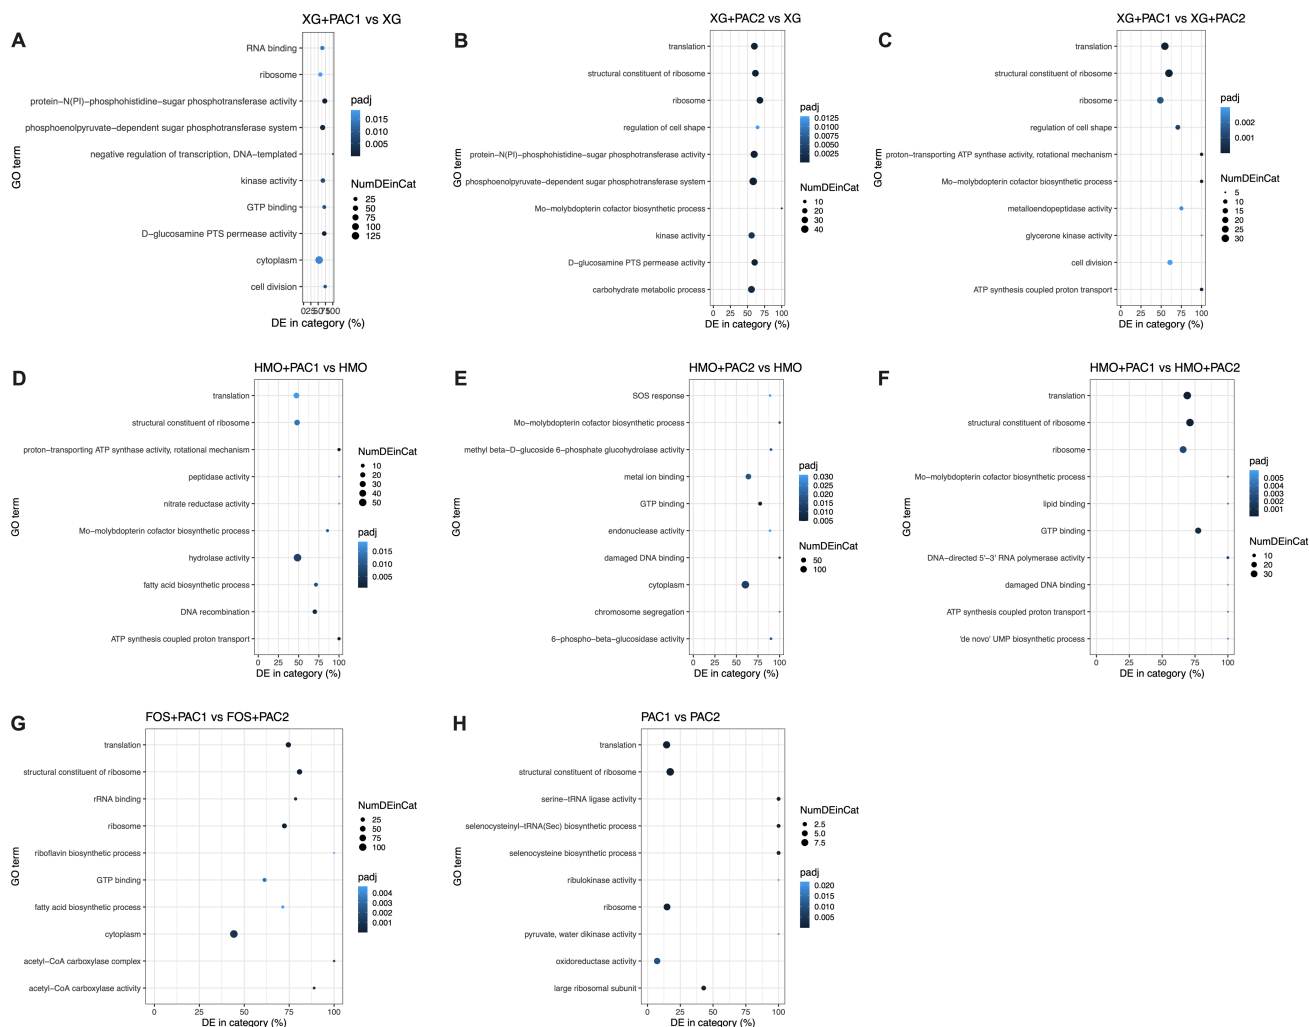 A
XG+PAC1 vs XG
GO term
RNA binding
ribosome
protein−N(PI)−phosphohistidine−sugar phosphotransferase activity
phosphoenolpyruvate−dependent sugar phosphotransferase system
negative regulation of transcription, DNA−templated
kinase activity
GTP binding
D−glucosamine PTS permease activity
cytoplasm
cell division
0 25 50 75 100
DE in category (%)
padj
0.015
0.010
0.005
NumDEinCat
25
50
75
100
125
B
XG+PAC2 vs XG
GO term
translation
structural constituent of ribosome
ribosome
regulation of cell shape
protein−N(PI)−phosphohistidine−sugar phosphotransferase activity
phosphoenolpyruvate−dependent sugar phosphotransferase system
Mo−molybdopterin cofactor biosynthetic process
kinase activity
D−glucosamine PTS permease activity
carbohydrate metabolic process
0 25 50 75 100
DE in category (%)
padj
0.0125
0.0100
0.0075
0.0050
0.0025
NumDEinCat
10
20
30
40
C
XG+PAC1 vs XG+PAC2
GO term
translation
structural constituent of ribosome
ribosome
regulation of cell shape
proton−transporting ATP synthase activity, rotational mechanism
Mo−molybdopterin cofactor biosynthetic process
metalloendopeptidase activity
glycerone kinase activity
cell division
ATP synthesis coupled proton transport
0 25 50 75 100
DE in category (%)
padj
0.002
0.001
NumDEinCat
5
10
15
20
25
30
D
HMO+PAC1 vs HMO
GO term
translation
structural constituent of ribosome
proton−transporting ATP synthase activity, rotational mechanism
peptidase activity
nitrate reductase activity
Mo−molybdopterin cofactor biosynthetic process
hydrolase activity
fatty acid biosynthetic process
DNA recombination
ATP synthesis coupled proton transport
0 25 50 75 100
DE in category (%)
NumDEinCat
10
20
30
40
50
padj
0.015
0.010
0.005
E
HMO+PAC2 vs HMO
GO term
SOS response
Mo−molybdopterin cofactor biosynthetic process
methyl beta−D−glucoside 6−phosphate glucohydrolase activity
metal ion binding
GTP binding
endonuclease activity
damaged DNA binding
cytoplasm
chromosome segregation
6−phospho−beta−glucosidase activity
0 25 50 75 100
DE in category (%)
padj
0.030
0.025
0.020
0.015
0.010
0.005
NumDEinCat
50
100
F
HMO+PAC1 vs HMO+PAC2
GO term
translation
structural constituent of ribosome
ribosome
Mo−molybdopterin cofactor biosynthetic process
lipid binding
GTP binding
DNA−directed 5'−3' RNA polymerase activity
damaged DNA binding
ATP synthesis coupled proton transport
'de novo' UMP biosynthetic process
0 25 50 75 100
DE in category (%)
padj
0.005
0.004
0.003
0.002
0.001
NumDEinCat
10
20
30
G
FOS+PAC1 vs FOS+PAC2
GO term
translation
structural constituent of ribosome
rRNA binding
ribosome
riboflavin biosynthetic process
GTP binding
fatty acid biosynthetic process
cytoplasm
acetyl−CoA carboxylase complex
acetyl−CoA carboxylase activity
0 25 50 75 100
DE in category (%)
NumDEinCat
25
50
75
100
padj
0.004
0.003
0.002
0.001
H
PAC1 vs PAC2
GO term
translation
structural constituent of ribosome
serine−tRNA ligase activity
selenocysteinyl−tRNA(Sec) biosynthetic process
selenocysteine biosynthetic process
ribulokinase activity
ribosome
pyruvate, water dikinase activity
oxidoreductase activity
large ribosomal subunit
0 25 50 75 100
DE in category (%)
NumDEinCat
2.5
5.0
7.5
padj
0.020
0.015
0.010
0.005